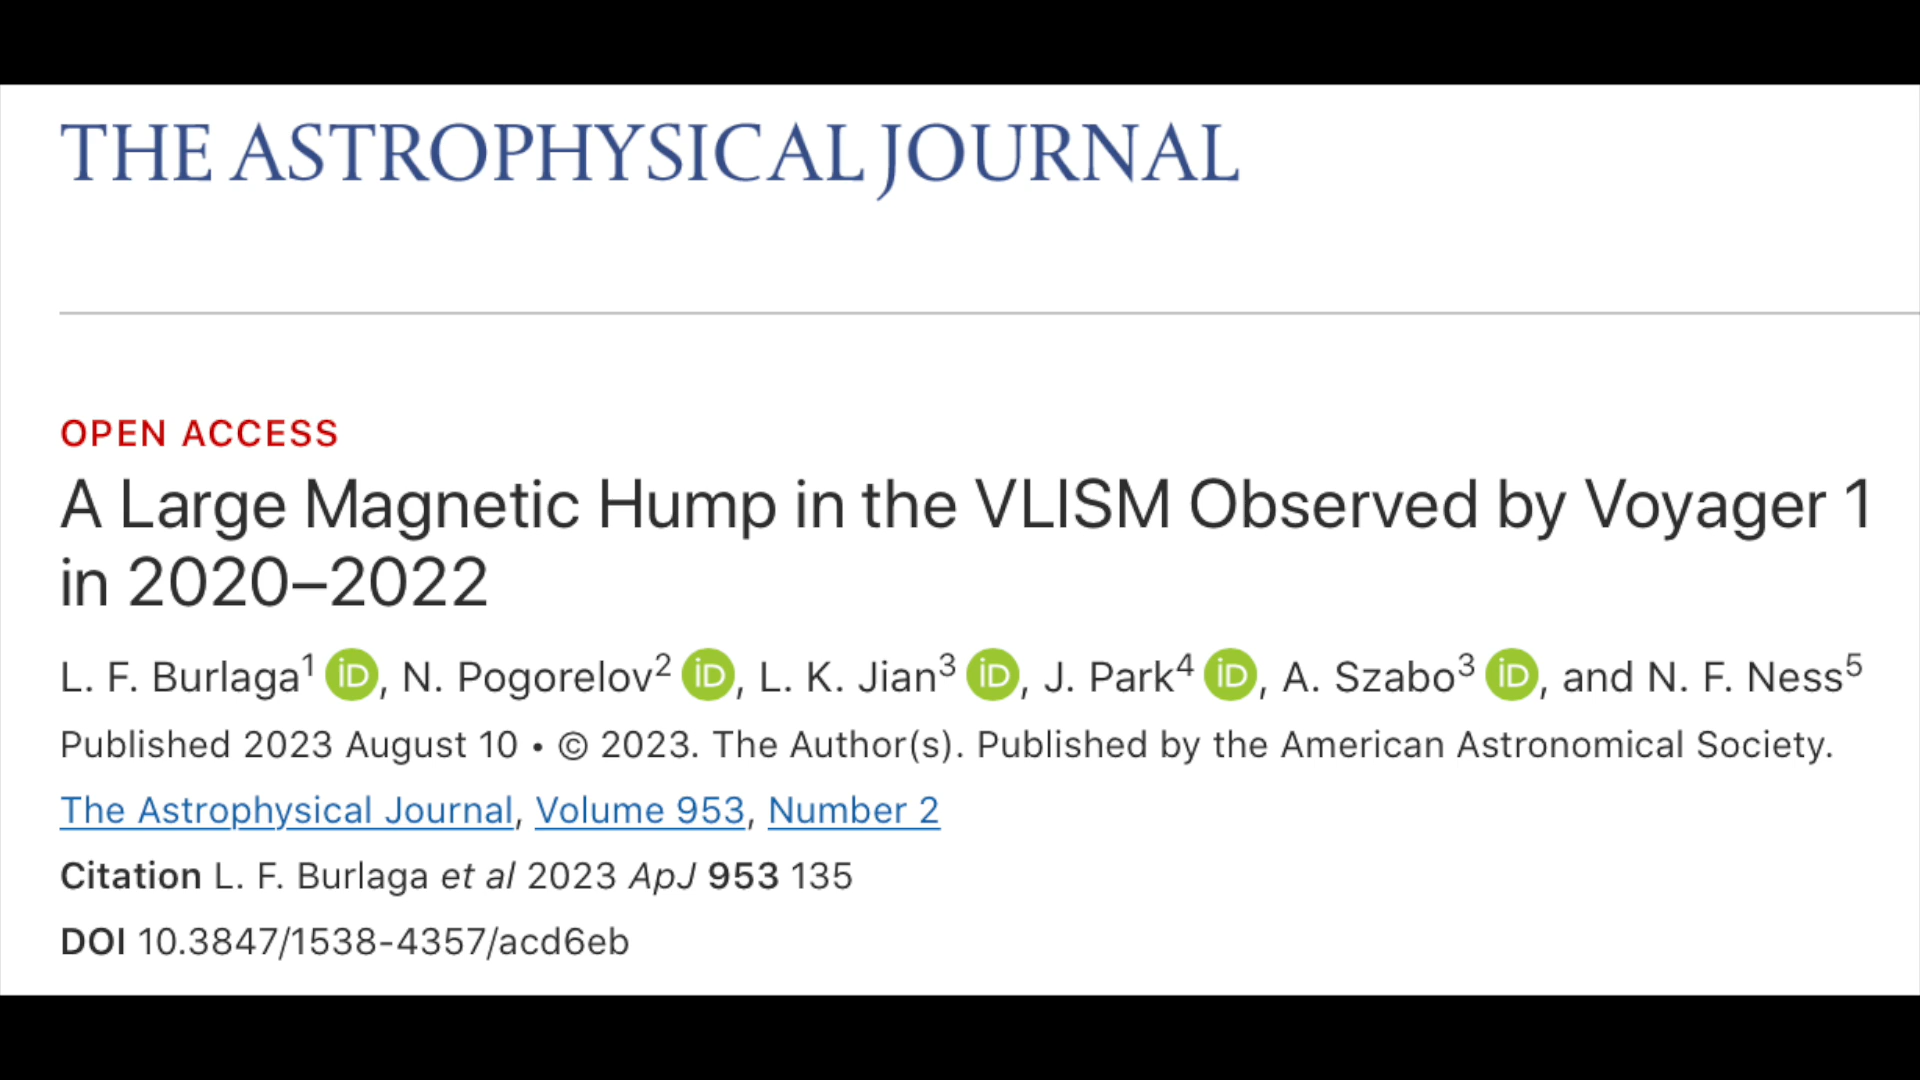 THE ASTROPHYSICAL JOURNAL
OPEN ACCESS
A Large Magnetic Hump in the VLISM Observed by Voyager 1
in 2020–2022
L. F. Burlaga1 iD, N. Pogorelov2 iD, L. K. Jian3 iD, J. Park4 iD, A. Szabo3 iD, and N. F. Ness5
Published 2023 August 10 • © 2023. The Author(s). Published by the American Astronomical Society.
The Astrophysical Journal, Volume 953, Number 2
Citation L. F. Burlaga et al 2023 ApJ 953 135
DOI 10.3847/1538-4357/acd6eb